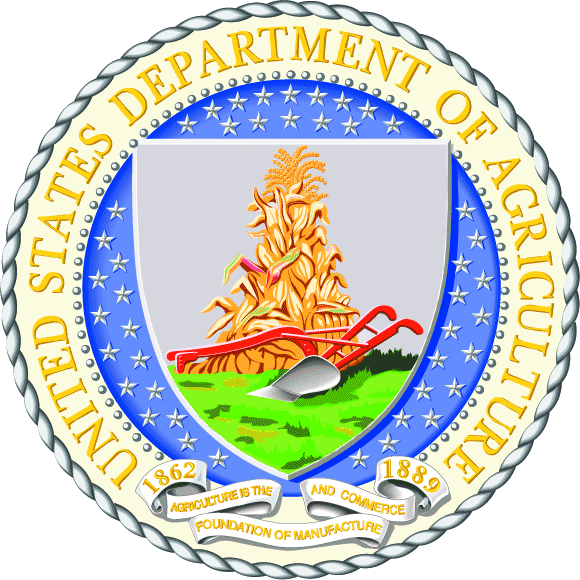 UNITED STATES DEPARTMENT OF AGRICULTURE
1862 1889
AGRICULTURE IS THE
FOUNDATION OF MANUFACTURE
AND COMMERCE